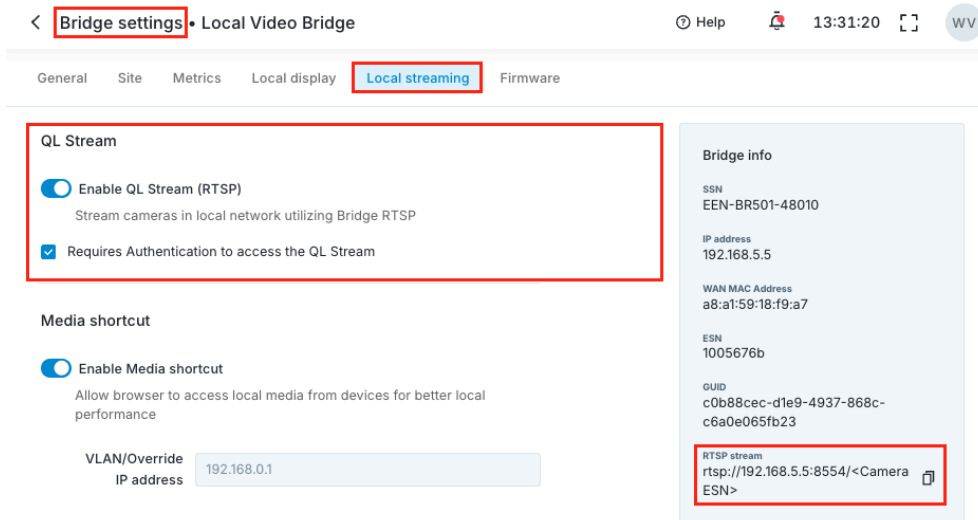 Bridge settings • Local Video Bridge
Help
13:31:20
WV
General Site Metrics Local display Local streaming Firmware
QL Stream
Enable QL Stream (RTSP)
Stream cameras in local network utilizing Bridge RTSP
Requires Authentication to access the QL Stream
Media shortcut
Enable Media shortcut
Allow browser to access local media from devices for better local
performance
VLAN/Override
IP address
192.168.0.1
Bridge info
SSN
EEN-BR501-48010
IP address
192.168.5.5
WAN MAC Address
a8:a1:59:18:f9:a7
ESN
1005676b
GUID
c0b88cec-d1e9-4937-868c-
c6a0e065fb23
RTSP stream
rtsp://192.168.5.5:8554/<Camera
ESN>